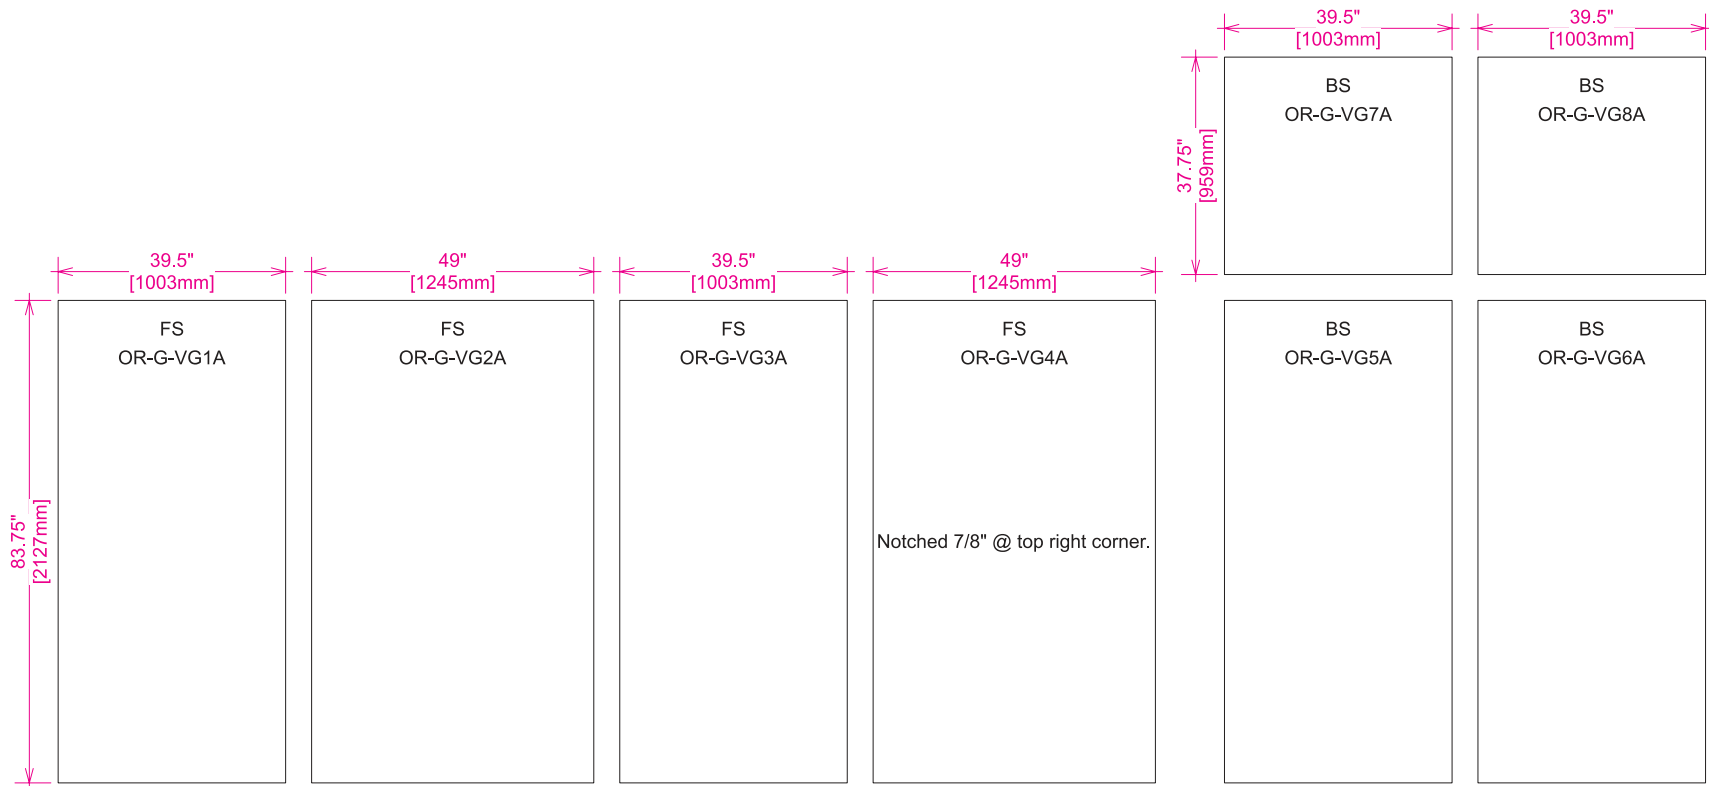 39.5"
[1003mm]
39.5"
[1003mm]
37.75"
[959mm]
BS
OR-G-VG7A
BS
OR-G-VG8A
39.5"
[1003mm]
49"
[1245mm]
39.5"
[1003mm]
49"
[1245mm]
83.75"
[2127mm]
FS
OR-G-VG1A
FS
OR-G-VG2A
FS
OR-G-VG3A
FS
OR-G-VG4A
Notched 7/8" @ top right corner.
BS
OR-G-VG5A
BS
OR-G-VG6A